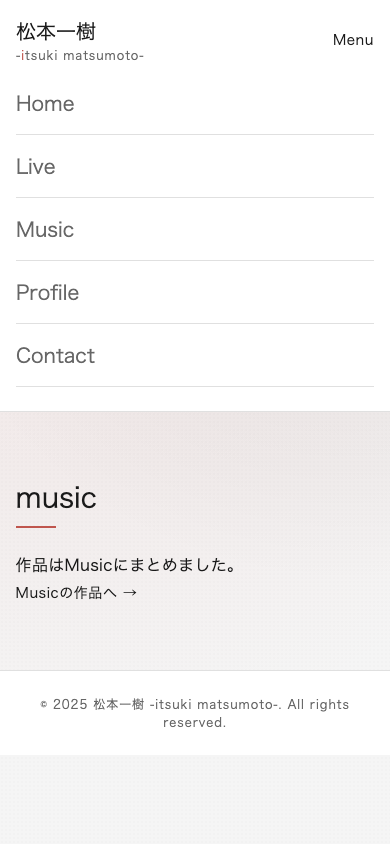 松本一樹
-itsuki matsumoto-
Menu
Home
Live
Music
Profile
Contact
music
作品はMusicにまとめました。
Musicの作品へ →
© 2025 松本一樹 -itsuki matsumoto-. All rights
reserved.